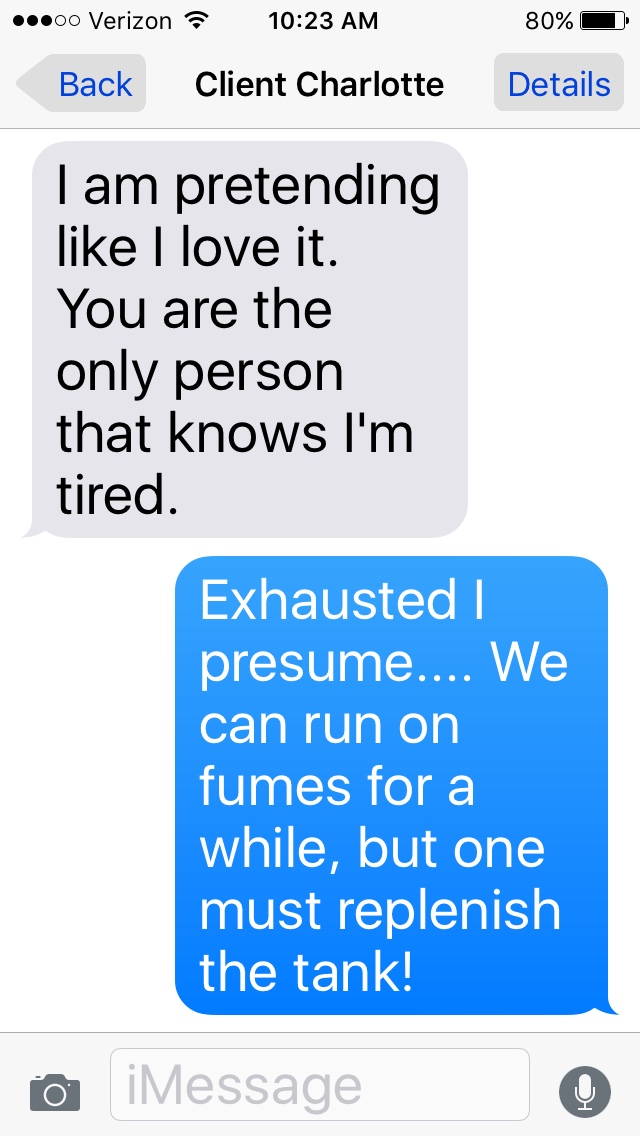 Verizon 10:23 AM 80%
Back Client Charlotte Details
I am pretending
like I love it.
You are the
only person
that knows I'm
tired.
Exhausted I
presume.... We
can run on
fumes for a
while, but one
must replenish
the tank!
iMessage